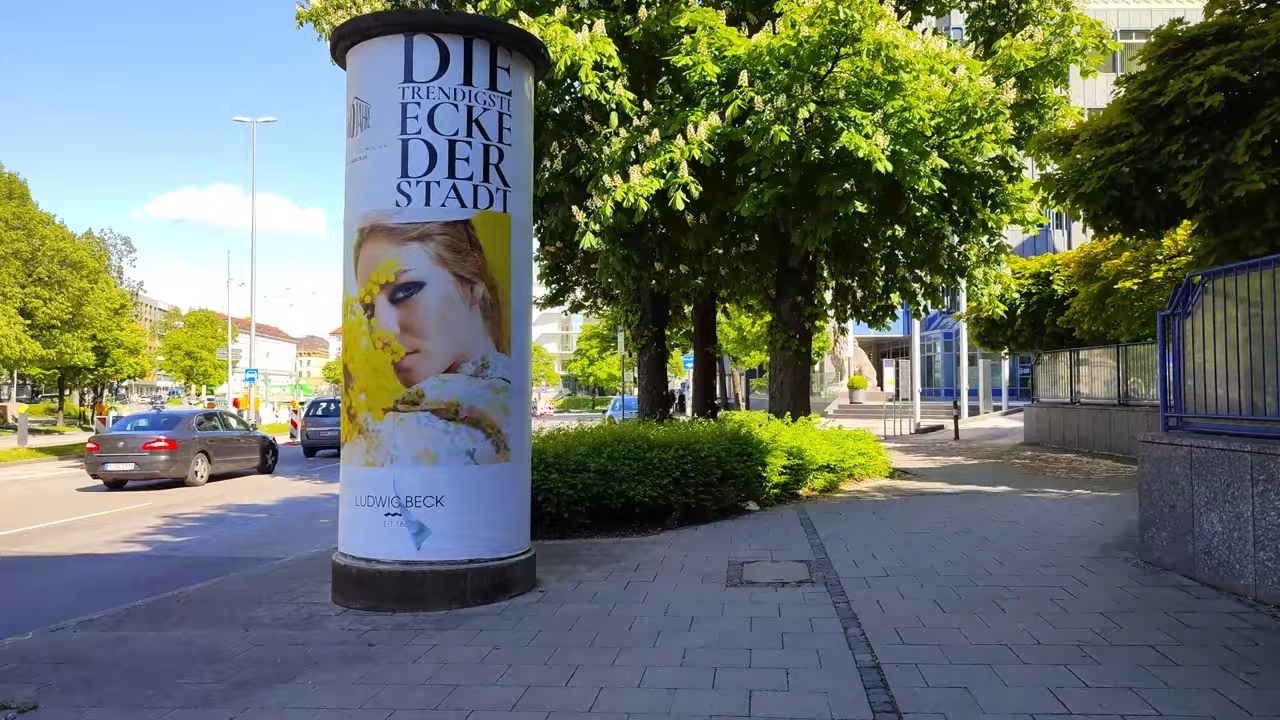 DIE
TRENDIGSTE
ECKE
DER
STADT
LUDWIG BECK